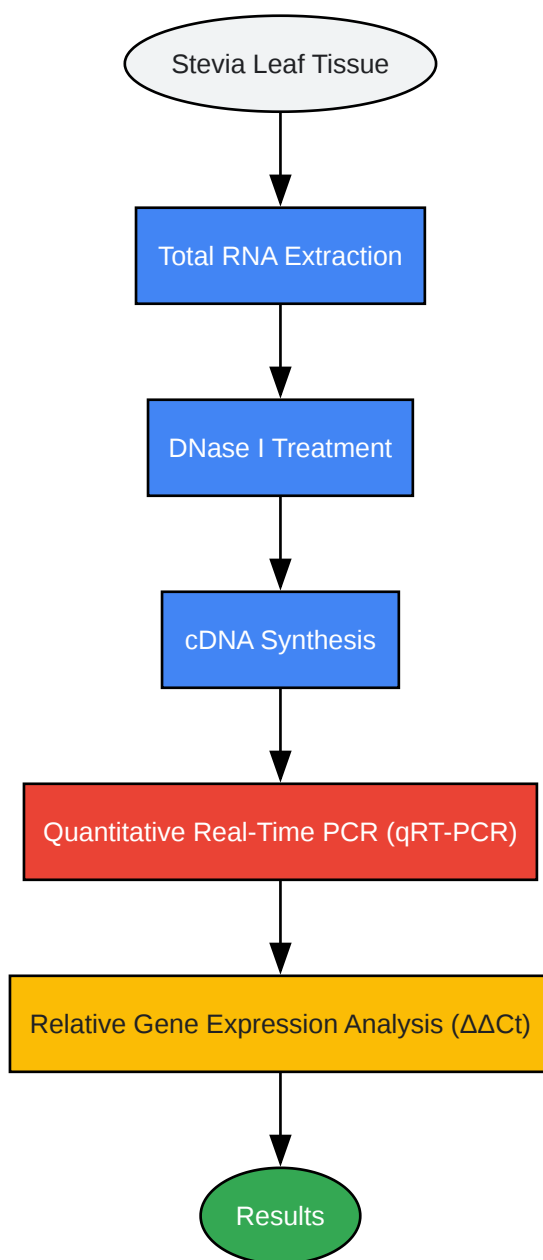 Stevia Leaf Tissue
Total RNA Extraction
DNase I Treatment
cDNA Synthesis
Quantitative Real-Time PCR (qRT-PCR)
Relative Gene Expression Analysis (ΔΔCt)
Results